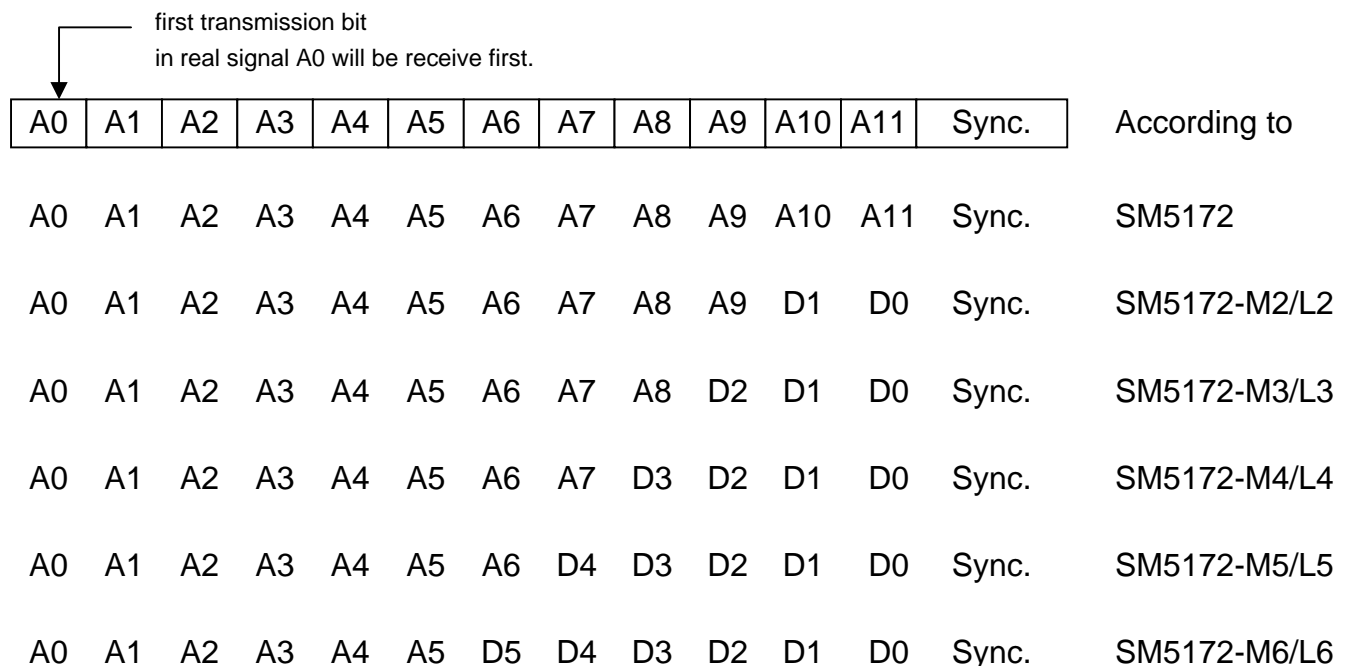 first transmission bit
in real signal A0 will be receive first.
A0 A1 A2 A3 A4 A5 A6 A7 A8 A9 A10 A11 Sync. According to
A0 A1 A2 A3 A4 A5 A6 A7 A8 A9 A10 A11 Sync. SM5172
A0 A1 A2 A3 A4 A5 A6 A7 A8 A9 D1 D0 Sync. SM5172-M2/L2
A0 A1 A2 A3 A4 A5 A6 A7 A8 D2 D1 D0 Sync. SM5172-M3/L3
A0 A1 A2 A3 A4 A5 A6 A7 D3 D2 D1 D0 Sync. SM5172-M4/L4
A0 A1 A2 A3 A4 A5 A6 D4 D3 D2 D1 D0 Sync. SM5172-M5/L5
A0 A1 A2 A3 A4 A5 D5 D4 D3 D2 D1 D0 Sync. SM5172-M6/L6